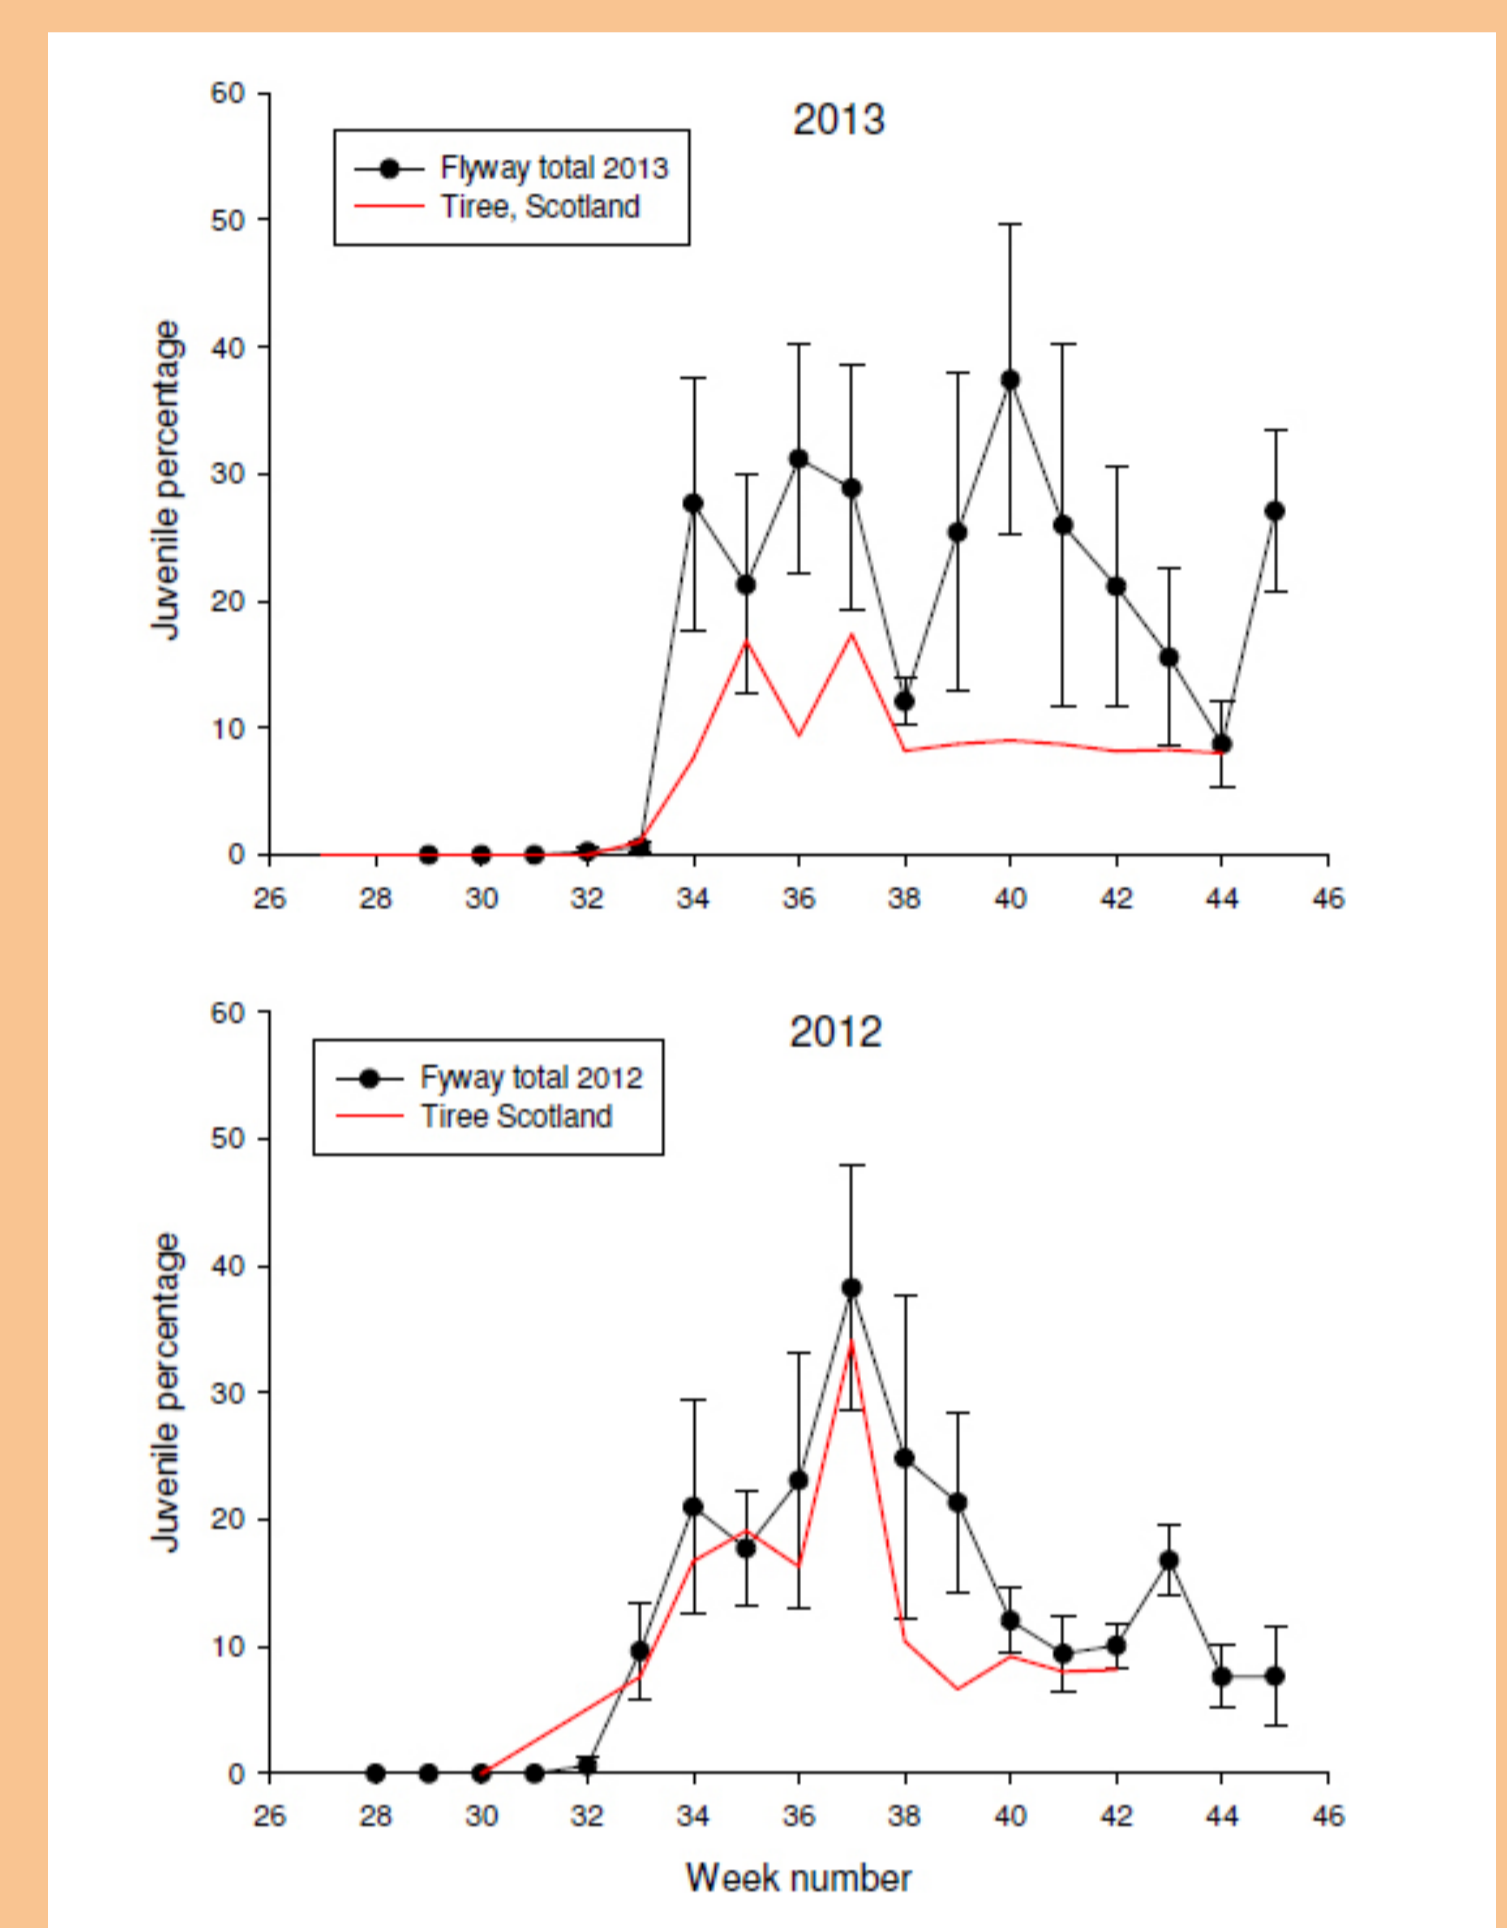 2013
Flyway total 2013
Tiree, Scotland
Juvenile percentage
60
50
40
30
20
10
0
26 28 30 32 34 36 38 40 42 44 46
2012
Fyway total 2012
Tiree Scotland
Juvenile percentage
60
50
40
30
20
10
0
26 28 30 32 34 36 38 40 42 44 46
Week number